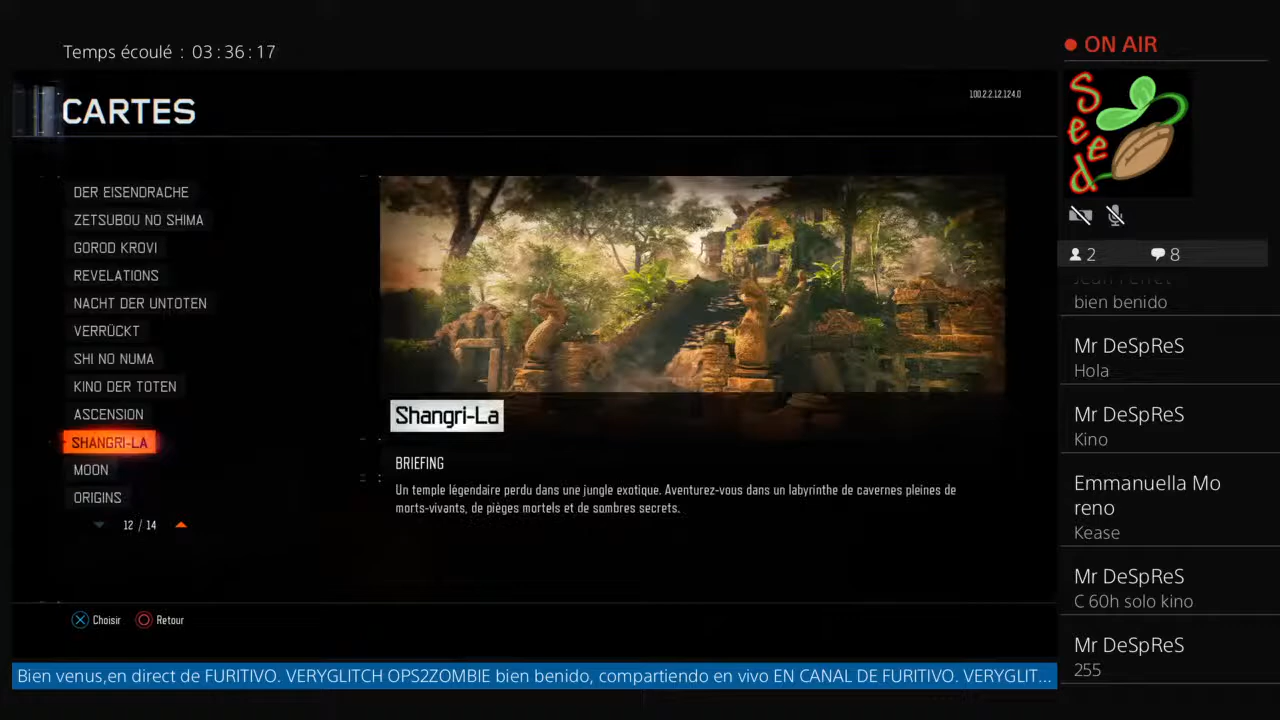 Temps écoulé : 03:36:17
ON AIR
Seed
CARTES
100.2.2.12.124.0
DER EISENDRACHE
ZETSUBOU NO SHIMA
GOROD KROVI
REVELATIONS
NACHT DER UNTOTEN
VERRÜCKT
SHI NO NUMA
KINO DER TOTEN
ASCENSION
SHANGRI-LA
MOON
ORIGINS
12 / 14
Shangri-La
BRIEFING
Un temple légendaire perdu dans une jungle exotique. Aventurez-vous dans un labyrinthe de cavernes pleines de
morts-vivants, de pièges mortels et de sombres secrets.
Choisir
Retour
2
8
bien benido
Mr DeSpReS
Hola
Mr DeSpReS
Kino
Emmanuella Mo
reno
Kease
Mr DeSpReS
C 60h solo kino
Mr DeSpReS
255
Bien venus,en direct de FURITIVO. VERYGLITCH OPS2ZOMBIE bien benido, compartiendo en vivo EN CANAL DE FURITIVO. VERYGLIT...